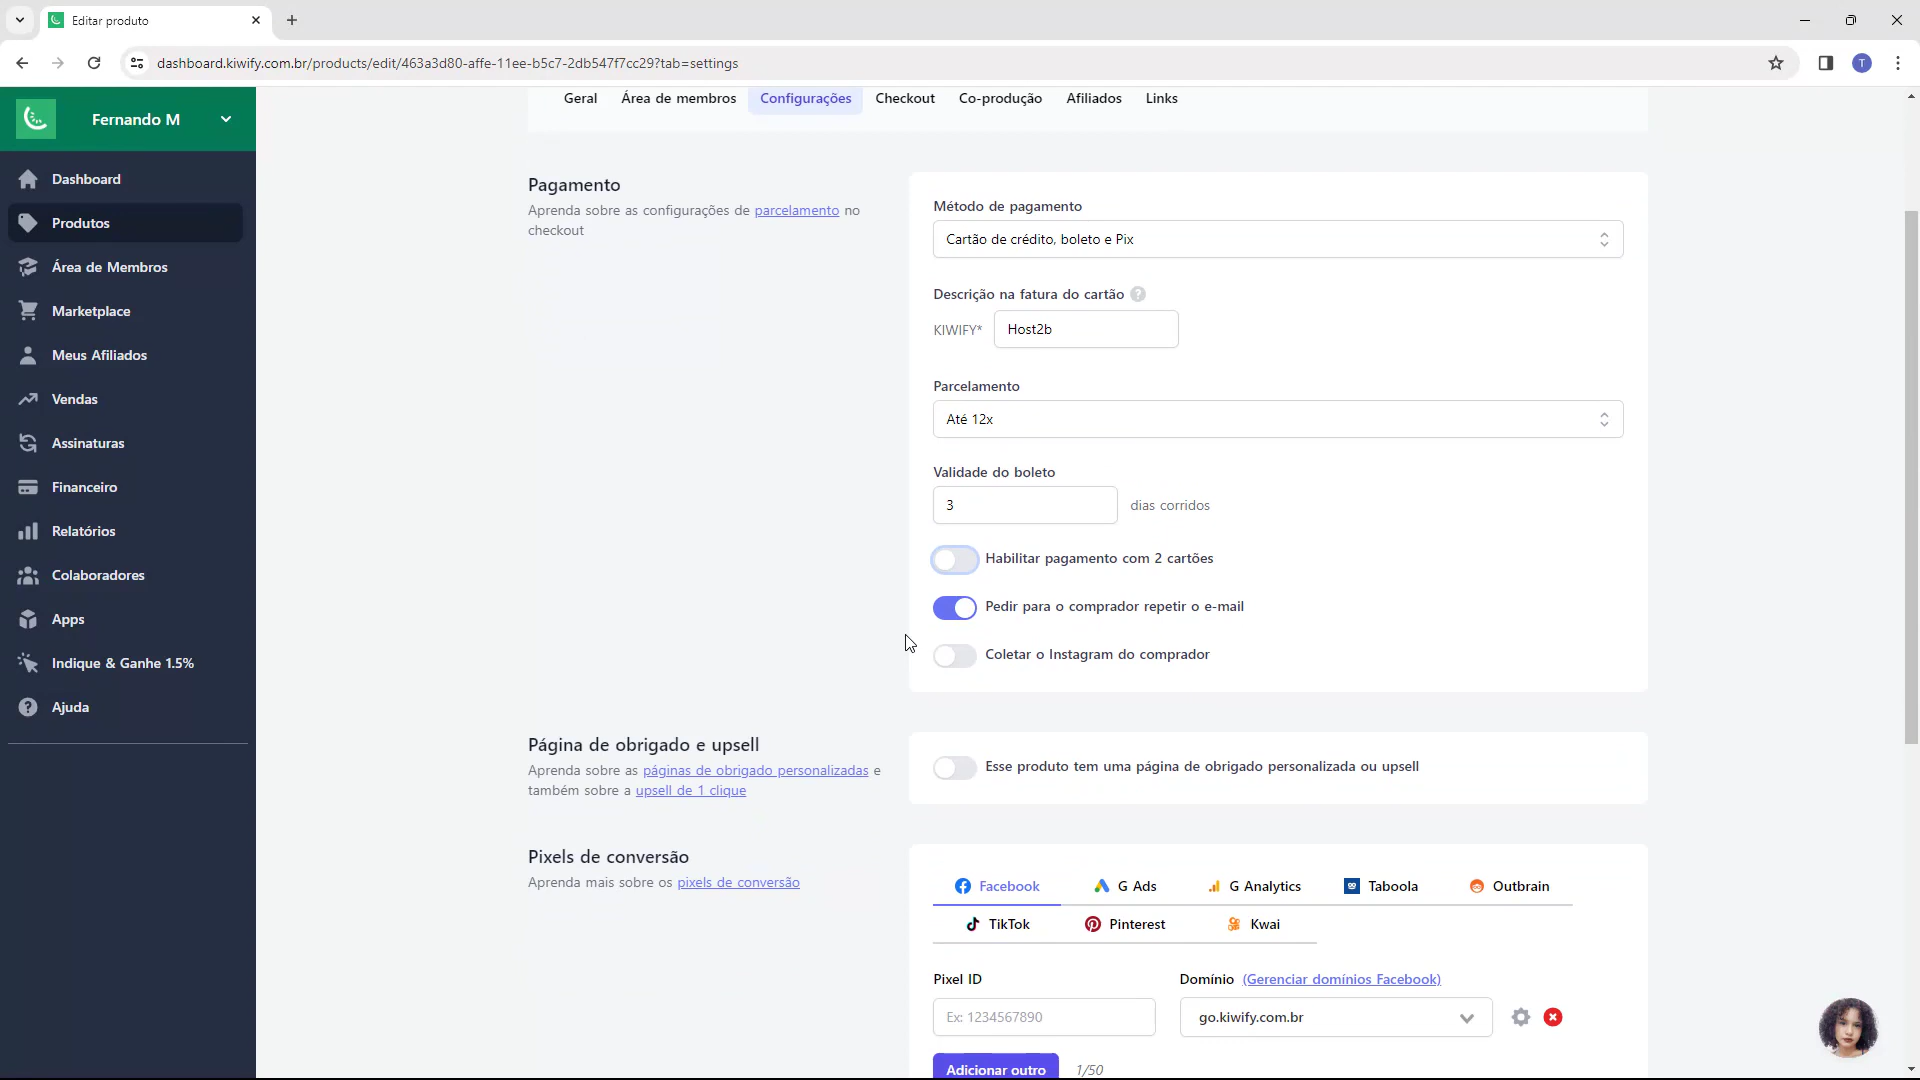 Editar produto
dashboard.kiwify.com.br/products/edit/463a3d80-affe-11ee-b5c7-2db547f7cc29?tab=settings
T
Fernando M
Dashboard
Produtos
Área de Membros
Marketplace
Meus Afiliados
Vendas
Assinaturas
Financeiro
Relatórios
Colaboradores
Apps
Indique & Ganhe 1.5%
Ajuda
Geral Área de membros Configurações Checkout Co-produção Afiliados Links
Pagamento
Aprenda sobre as configurações de parcelamento no
checkout
Método de pagamento
Cartão de crédito, boleto e Pix
Descrição na fatura do cartão ?
KIWIFY* Host2b
Parcelamento
Até 12x
Validade do boleto
3 dias corridos
Habilitar pagamento com 2 cartões
Pedir para o comprador repetir o e-mail
Coletar o Instagram do comprador
Página de obrigado e upsell
Aprenda sobre as páginas de obrigado personalizadas e
também sobre a upsell de 1 clique
Esse produto tem uma página de obrigado personalizada ou upsell
Pixels de conversão
Aprenda mais sobre os pixels de conversão
Facebook G Ads G Analytics Taboola Outbrain
TikTok Pinterest Kwai
Pixel ID Domínio (Gerenciar domínios Facebook)
Ex: 1234567890 go.kiwify.com.br
Adicionar outro 1/50